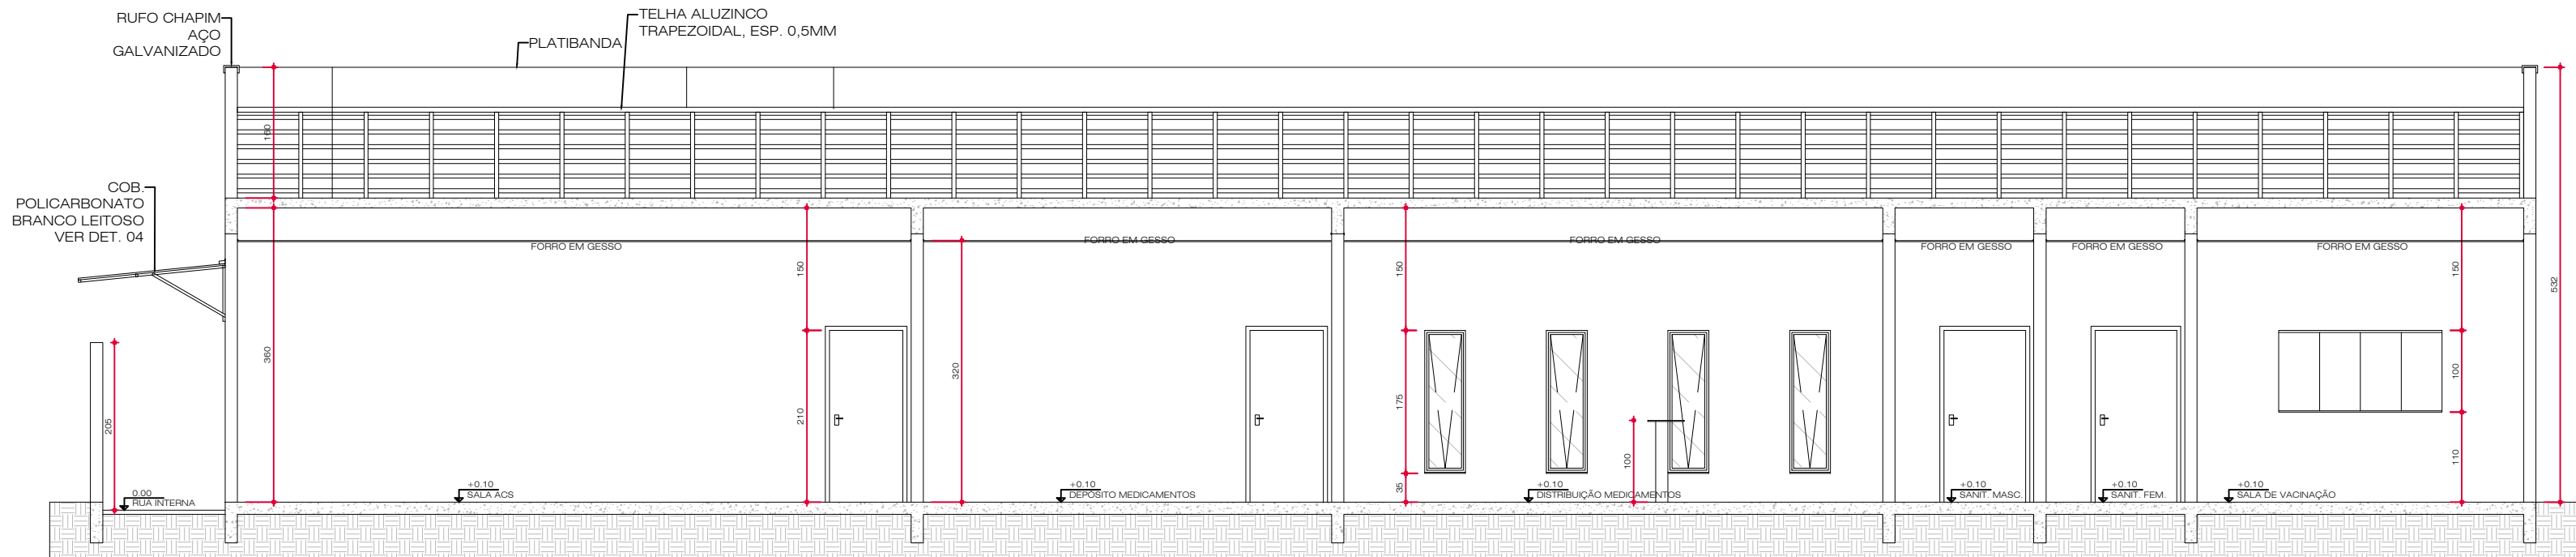 RUFO CHAPIM
AÇO
GALVANIZADO
PLATIBANDA
TELHA ALUZINCO
TRAPEZOIDAL, ESP. 0,5MM
160
COB.
POLICARBONATO
BRANCO LEITOSO
VER DET. 04
FORRO EM GESSO
FORRO EM GESSO
FORRO EM GESSO
FORRO EM GESSO
FORRO EM GESSO
FORRO EM GESSO
150
150
150
532
360
320
210
175
100
100
205
35
110
0.00
RUA INTERNA
+0.10
SALA ACS
+0.10
DEPÓSITO MEDICAMENTOS
+0.10
DISTRIBUIÇÃO MEDICAMENTOS
+0.10
SANIT. MASC.
+0.10
SANIT. FEM.
+0.10
SALA DE VACINAÇÃO